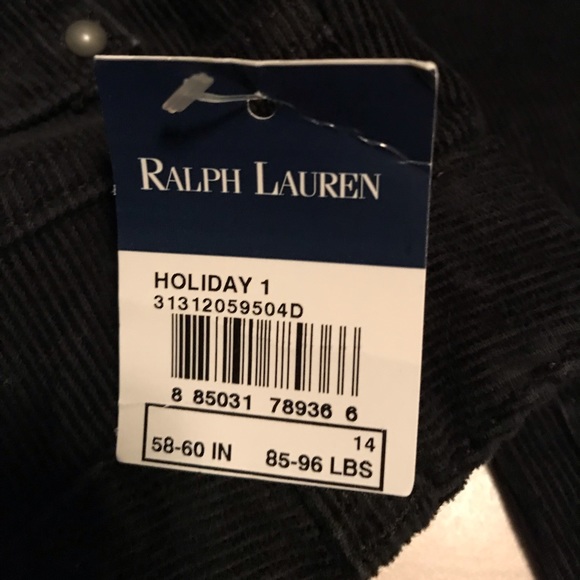 RALPH LAUREN
HOLIDAY 1
31312059504D
8 85031 78936 6
14
58-60 IN 85-96 LBS